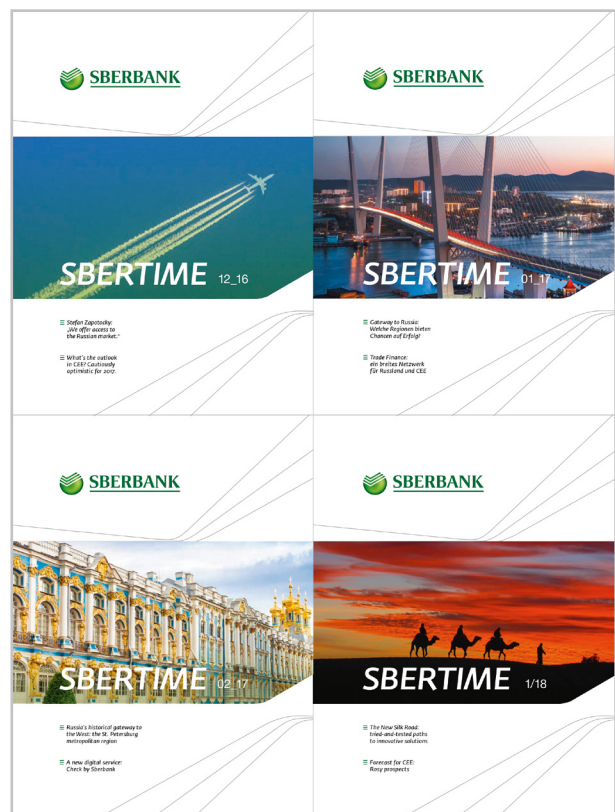 SBERBANK
SBERTIME 12_16
Stefan Zapotocky:
„We offer access to
the Russian market.“
What's the outlook
in CEE? Cautiously
optimistic for 2017.
SBERBANK
SBERTIME 01_17
Gateway to Russia:
Welche Regionen bieten
Chancen auf Erfolg?
Trade Finance:
ein breites Netzwerk
für Russland und CEE
SBERBANK
SBERTIME 02_17
Russia's historical gateway to
the West: the St. Petersburg
metropolitan region
A new digital service:
Check by Sberbank
SBERBANK
SBERTIME 1/18
The New Silk Road:
tried-and-tested paths
to innovative solutions
Forecast for CEE:
Rosy prospects